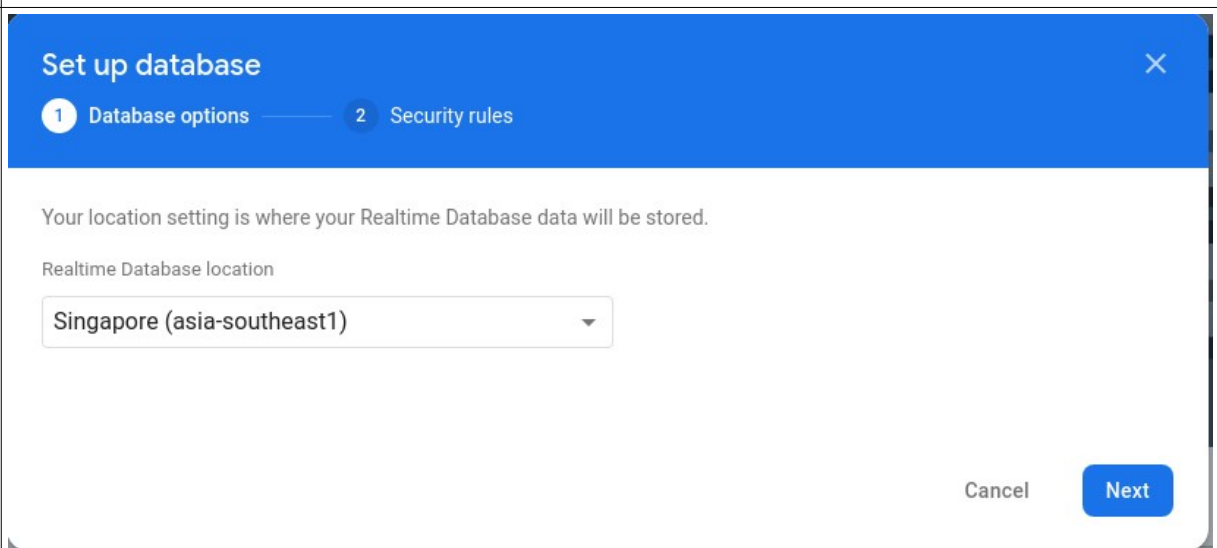 Set up database
1 Database options 2 Security rules
Your location setting is where your Realtime Database data will be stored.
Realtime Database location
Singapore (asia-southeast1)
Cancel Next